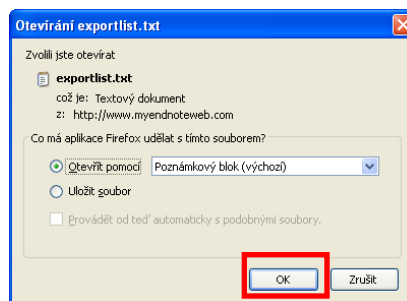 Otevírání exportlist.txt
Zvolili jste otevírat
exportlist.txt
což je: Textový dokument
z: http://www.myendnoteweb.com
Co má aplikace Firefox udělat s tímto souborem?
Otevřít pomocí Poznámkový blok (výchozí)
Uložit soubor
Provádět od teď automaticky s podobnými soubory.
OK Zrušit